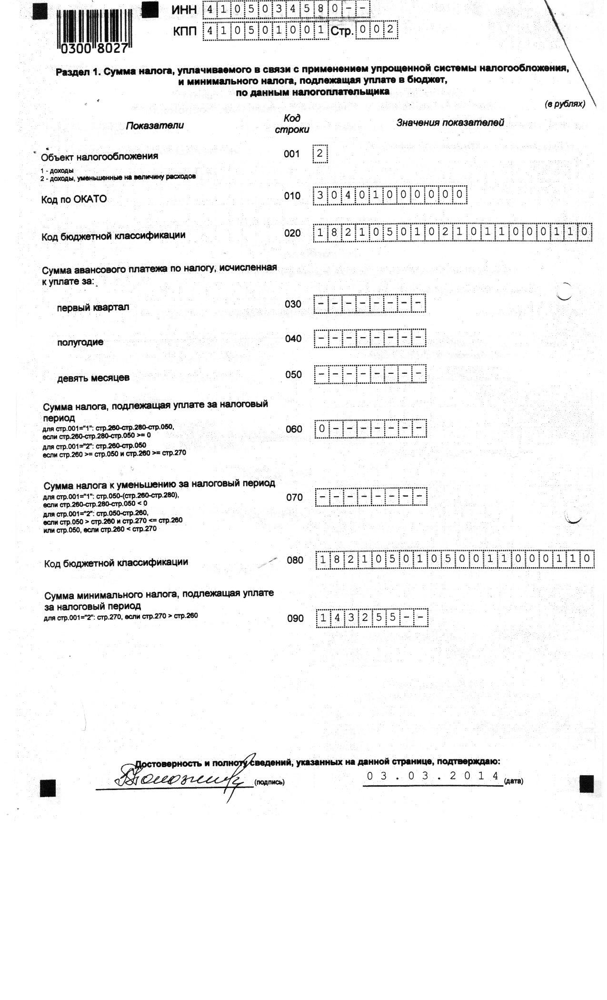 ИНН 4105034580--
КПП 410501001 Стр. 002
0300 8027
Раздел 1. Сумма налога, уплачиваемого в связи с применением упрощенной системы налогообложения,
и минимального налога, подлежащая уплате в бюджет,
по данным налогоплательщика
(в рублях)
Показатели Код строки Значения показателей
Объект налогообложения 001 2
1 - доходы
2 - доходы, уменьшенные на величину расходов
Код по ОКАТО 010 30401000000
Код бюджетной классификации 020 18210501021011000110
Сумма авансового платежа по налогу, исчисленная
к уплате за:
первый квартал 030 --------
полугодие 040 --------
девять месяцев 050 --------
Сумма налога, подлежащая уплате за налоговый
период
для стр.001="1": стр.260-стр.280-стр.050,
если стр.260-стр.280-стр.050 >= 0
060 0-------
для стр.001="2": стр.260-стр.050
если стр.260 >= стр.050 и стр.260 >= стр.270
Сумма налога к уменьшению за налоговый период
для стр.001="1": стр.050-(стр.260-стр.280),
если стр.260-стр.280-стр.050 < 0
070 --------
для стр.001="2": стр.050-стр.260,
если стр.050 > стр.260 и стр.270 <= стр.260
или стр.050, если стр.260 < стр.270
Код бюджетной классификации 080 18210501050011000110
Сумма минимального налога, подлежащая уплате
за налоговый период
для стр.001="2": стр.270, если стр.270 > стр.260
090 143255--
Достоверность и полноту сведений, указанных на данной странице, подтверждаю:
(подпись) 03.03.2014 (дата)